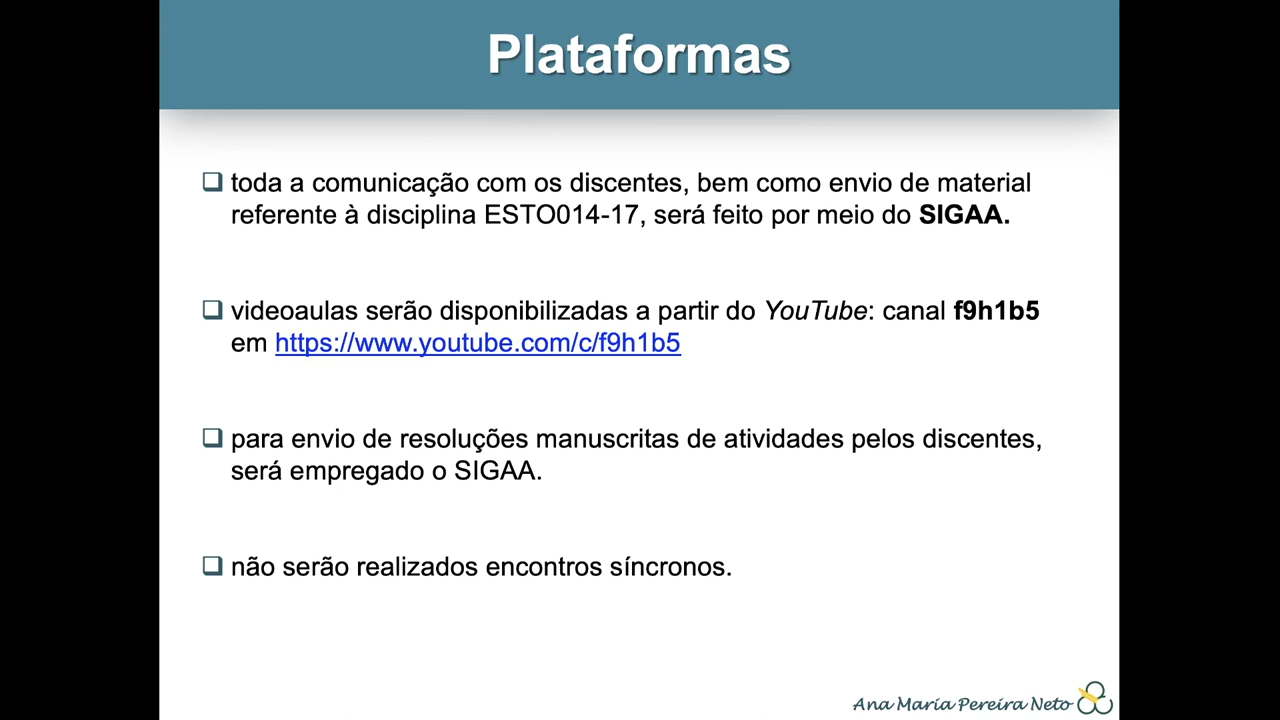 Plataformas
toda a comunicação com os discentes, bem como envio de material
referente à disciplina ESTO014-17, será feito por meio do SIGAA.
videoaulas serão disponibilizadas a partir do YouTube: canal f9h1b5
em https://www.youtube.com/c/f9h1b5
para envio de resoluções manuscritas de atividades pelos discentes,
será empregado o SIGAA.
não serão realizados encontros síncronos.
Ana Maria Pereira Neto